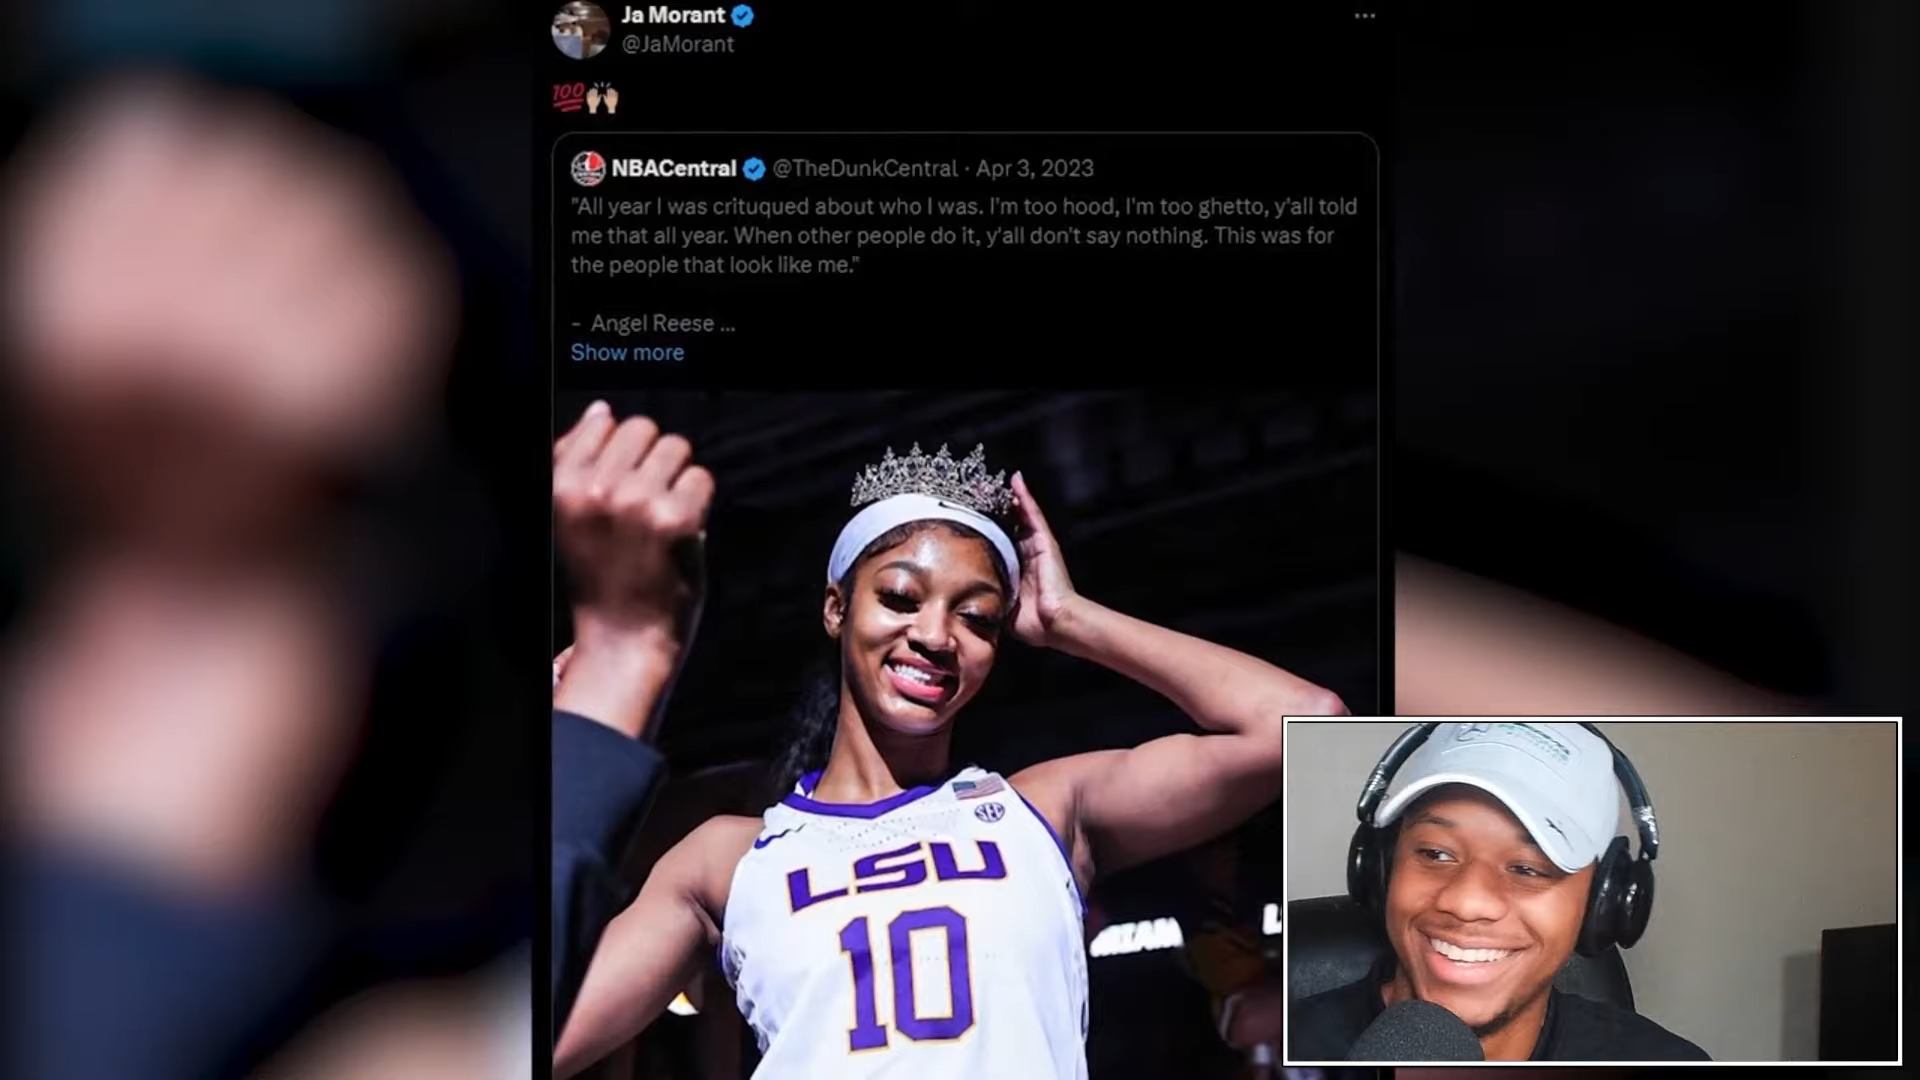 Ja Morant
@JaMorant
💯🙌🏼
NBACentral @TheDunkCentral · Apr 3, 2023
"All year I was crituqued about who I was. I'm too hood, I'm too ghetto, y'all told
me that all year. When other people do it, y'all don't say nothing. This was for
the people that look like me."
- Angel Reese ...
Show more
SEC
LSU
10